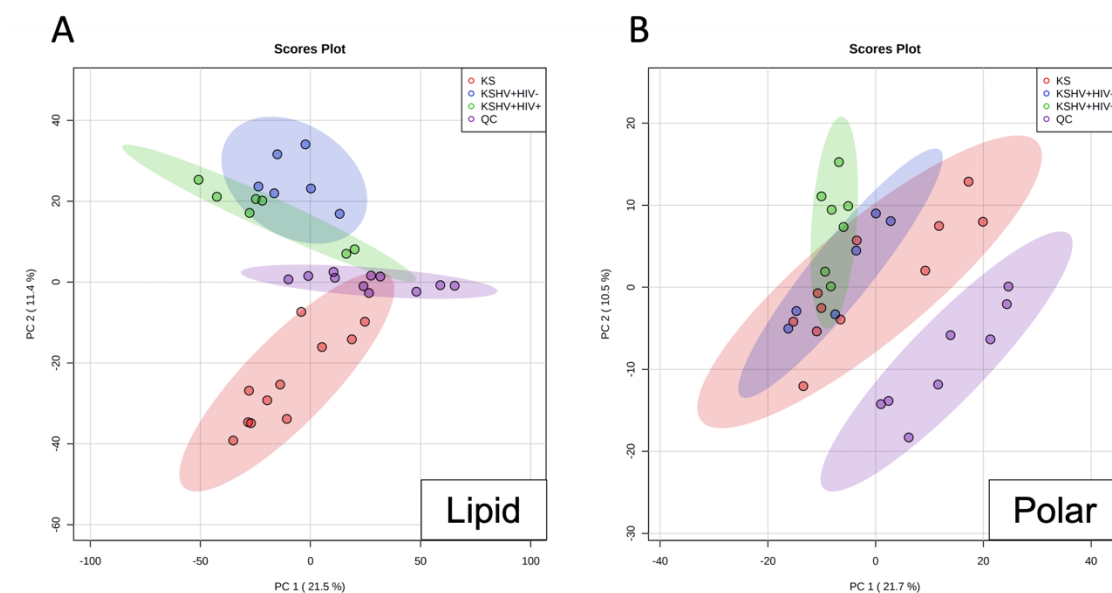 A
Scores Plot
KS
KSHV+HIV-
KSHV+HIV+
QC
PC 2 ( 11.4 %)
40
20
0
-20
-40
-60
-100
-50
0
50
100
PC 1 ( 21.5 %)
Lipid
B
Scores Plot
KS
KSHV+HIV-
KSHV+HIV-
QC
PC 2 ( 10.5 %)
20
10
0
-10
-20
-30
-40
-20
0
20
40
PC 1 ( 21.7 %)
Polar